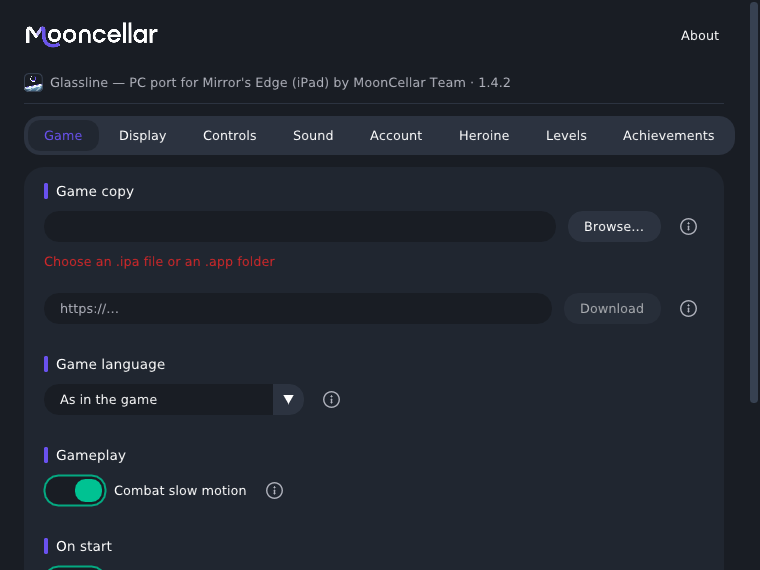 Mooncellar
About
Glassline — PC port for Mirror's Edge (iPad) by MoonCellar Team · 1.4.2
Game Display Controls Sound Account Heroine Levels Achievements
Game copy
Browse...
Choose an .ipa file or an .app folder
https://...
Download
Game language
As in the game
Gameplay
Combat slow motion
On start